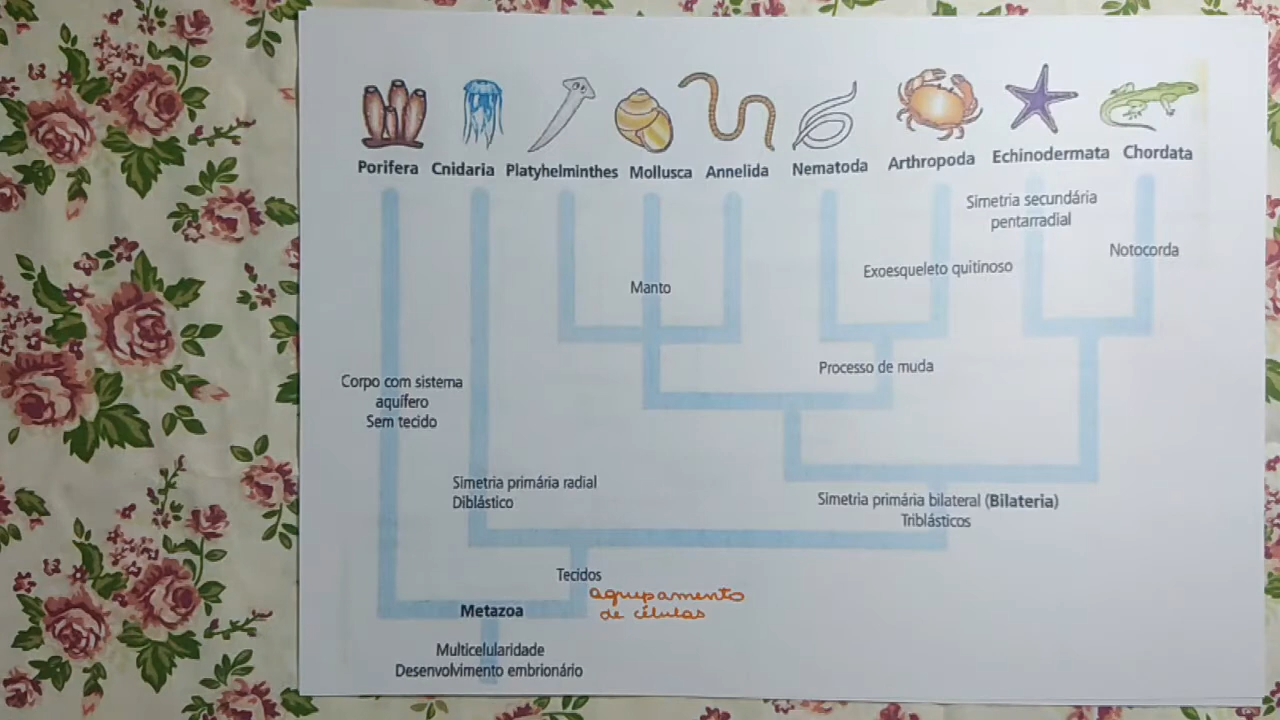 Porifera Cnidaria Platyhelminthes Mollusca Annelida Nematoda Arthropoda Echinodermata Chordata
Simetria secundária
pentarradial
Notocorda
Exoesqueleto quitinoso
Manto
Processo de muda
Corpo com sistema
aquífero
Sem tecido
Simetria primária radial
Diblástico
Simetria primária bilateral (Bilateria)
Triblásticos
Tecidos
agrupamento
de células
Metazoa
Multicelularidade
Desenvolvimento embrionário